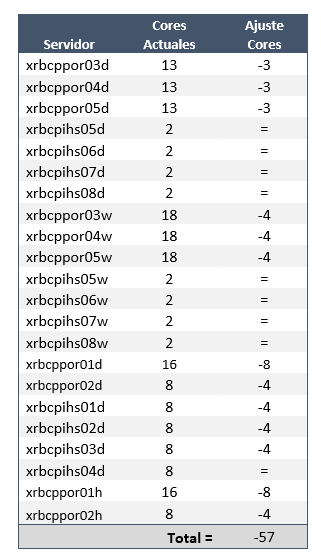 Servidor Cores Actuales Ajuste Cores
xrbcppor03d 13 -3
xrbcppor04d 13 -3
xrbcppor05d 13 -3
xrbcpihs05d 2 =
xrbcpihs06d 2 =
xrbcpihs07d 2 =
xrbcpihs08d 2 =
xrbcppor03w 18 -4
xrbcppor04w 18 -4
xrbcppor05w 18 -4
xrbcpihs05w 2 =
xrbcpihs06w 2 =
xrbcpihs07w 2 =
xrbcpihs08w 2 =
xrbcppor01d 16 -8
xrbcppor02d 8 -4
xrbcpihs01d 8 -4
xrbcpihs02d 8 -4
xrbcpihs03d 8 -4
xrbcpihs04d 8 =
xrbcppor01h 16 -8
xrbcppor02h 8 -4
Total = -57